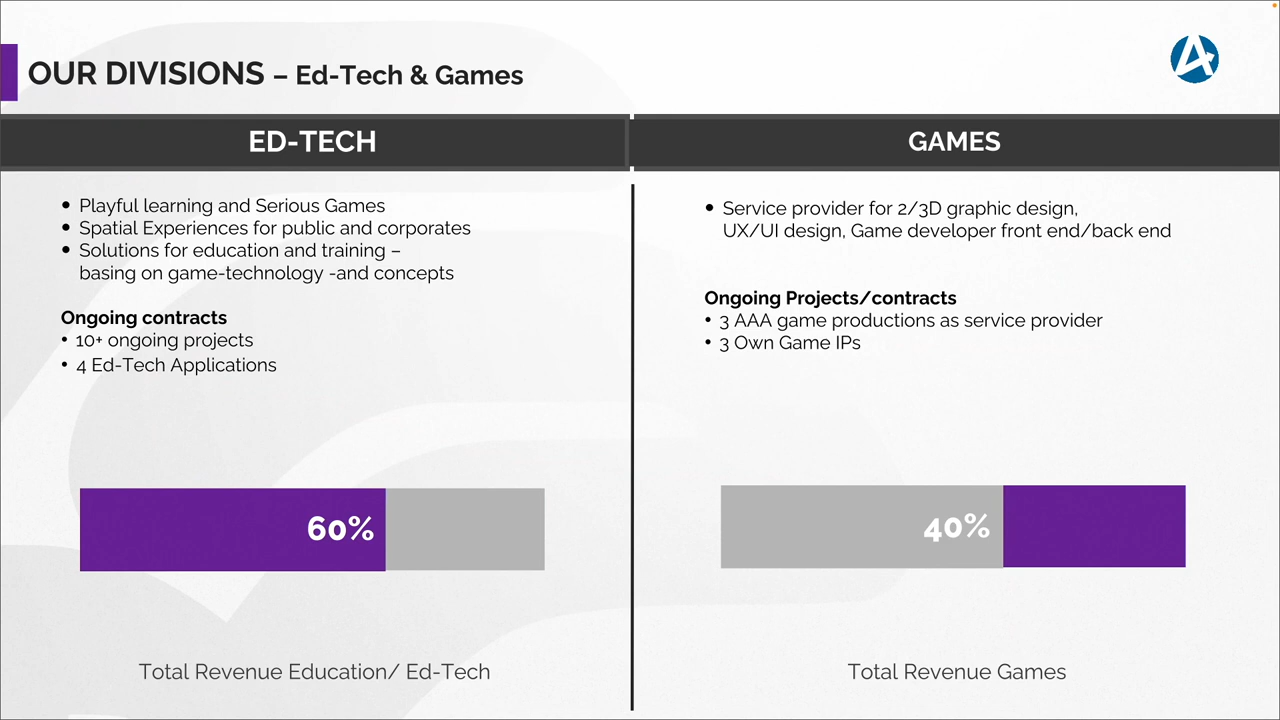 OUR DIVISIONS – Ed-Tech & Games
ED-TECH
• Playful learning and Serious Games
• Spatial Experiences for public and corporates
• Solutions for education and training –
basing on game-technology -and concepts
Ongoing contracts
• 10+ ongoing projects
• 4 Ed-Tech Applications
60%
Total Revenue Education/ Ed-Tech
GAMES
• Service provider for 2/3D graphic design,
UX/UI design, Game developer front end/back end
Ongoing Projects/contracts
• 3 AAA game productions as service provider
• 3 Own Game IPs
40%
Total Revenue Games